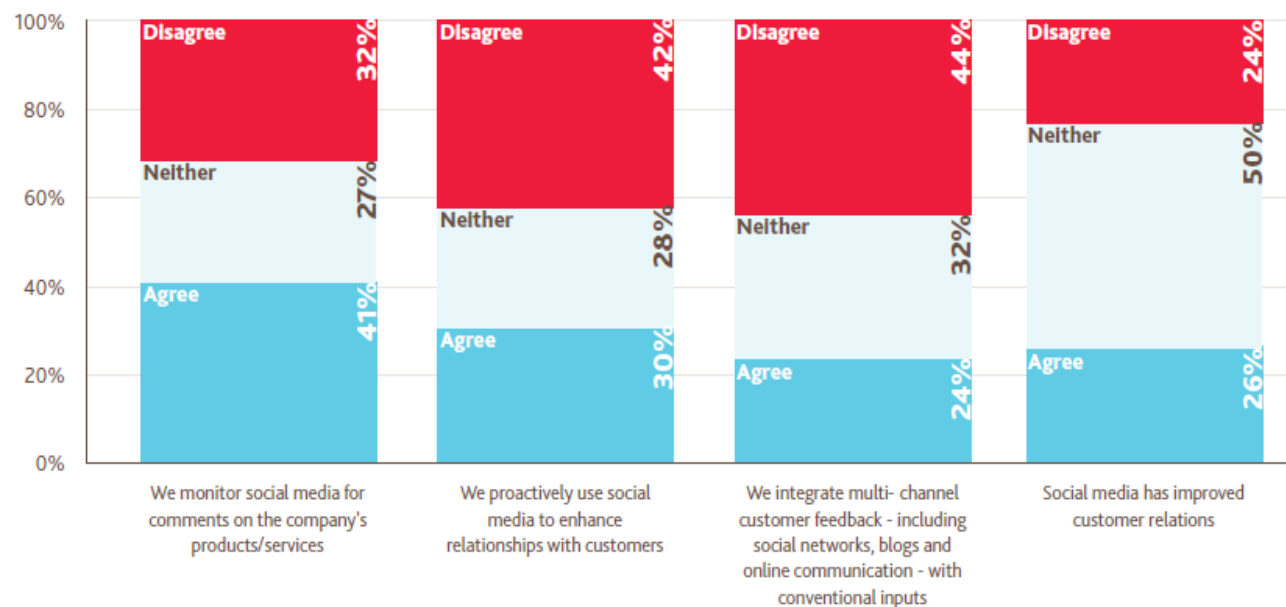 100%
80%
60%
40%
20%
0%
Disagree
32%
Neither
27%
Agree
41%
Disagree
42%
Neither
28%
Agree
30%
Disagree
44%
Neither
32%
Agree
24%
Disagree
24%
Neither
50%
Agree
26%
We monitor social media for
comments on the company's
products/services
We proactively use social
media to enhance
relationships with customers
We integrate multi- channel
customer feedback - including
social networks, blogs and
online communication - with
conventional inputs
Social media has improved
customer relations